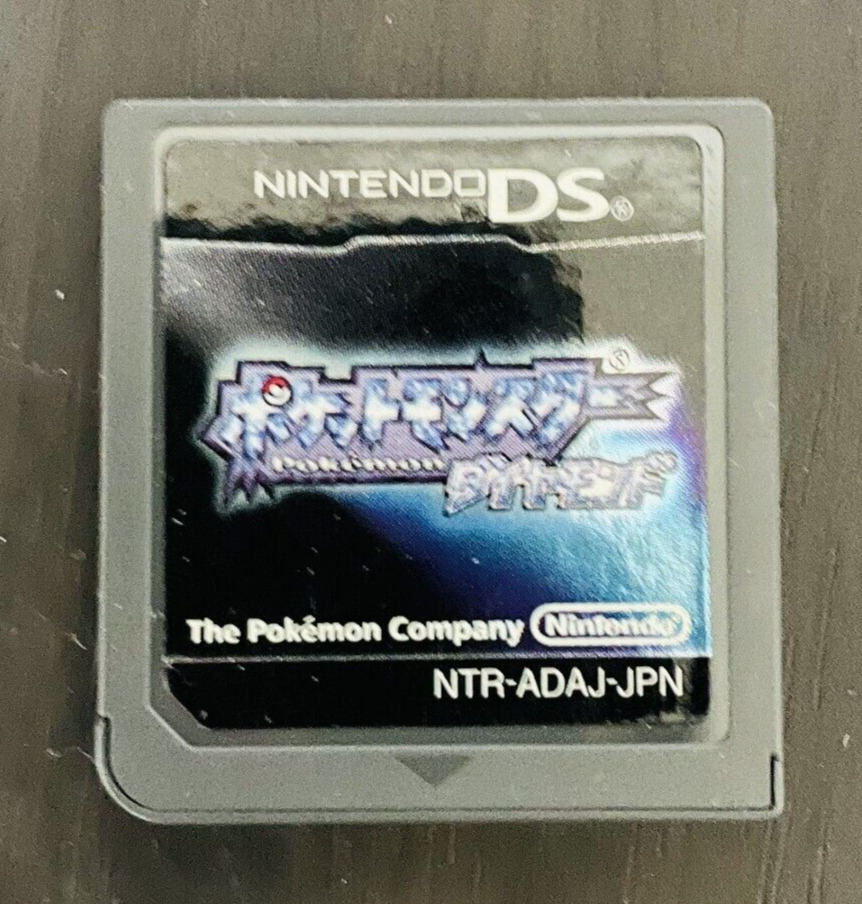 NINTENDO DS®
ポケットモンスター®
Pokémon
ダイヤモンド
The Pokémon Company Nintendo®
NTR-ADAJ-JPN